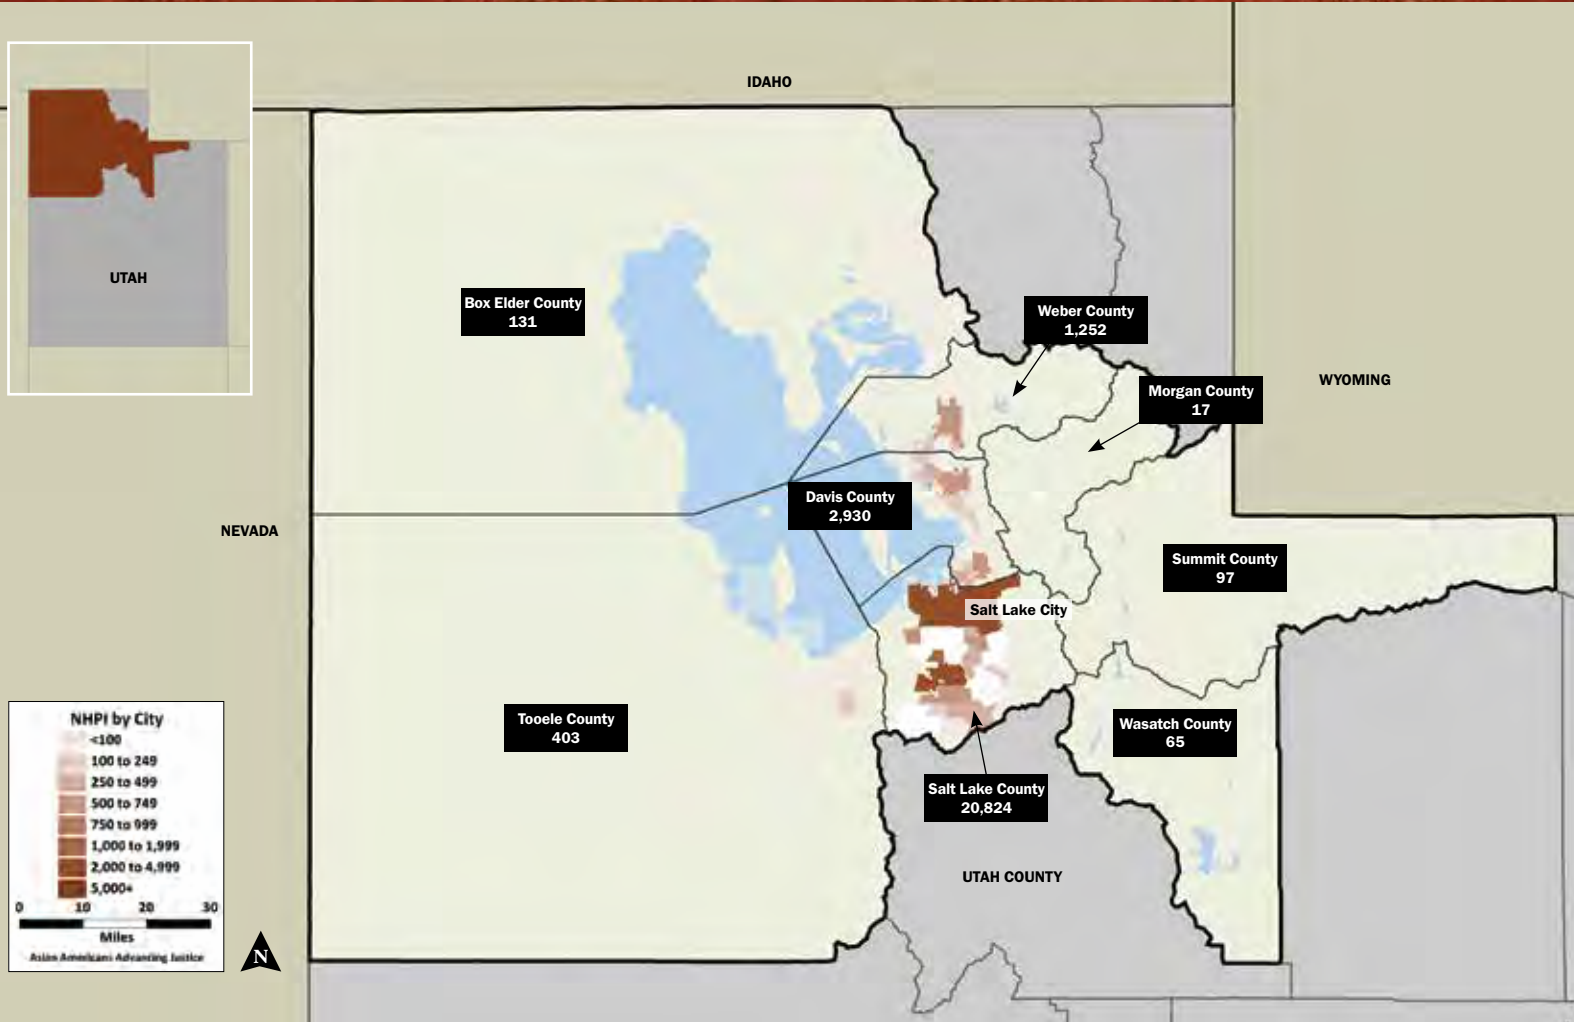 IDAHO
UTAH
Box Elder County
131
Weber County
1,252
WYOMING
Morgan County
17
Davis County
2,930
NEVADA
Summit County
97
Salt Lake City
Tooele County
403
Wasatch County
65
Salt Lake County
20,824
UTAH COUNTY
NHPI by City
<100
100 to 249
250 to 499
500 to 749
750 to 999
1,000 to 1,999
2,000 to 4,999
5,000+
0 10 20 30
Miles
Asian Americans Advancing Justice
N